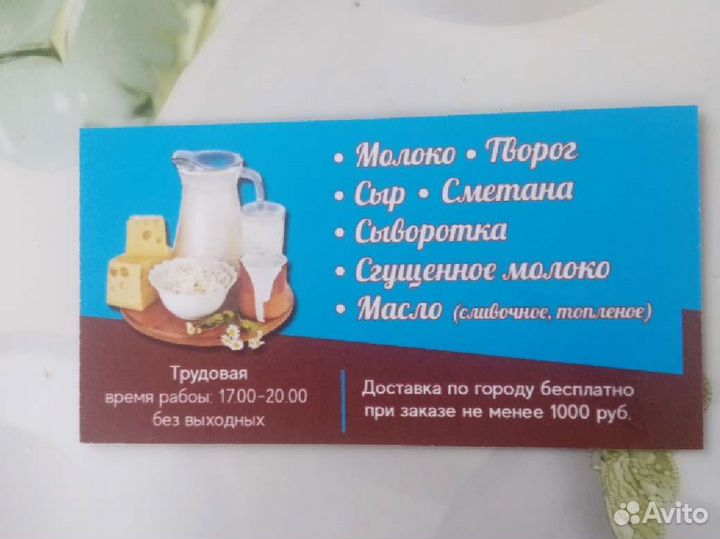 • Молоко • Творог
• Сыр • Сметана
• Сыворотка
• Сгущенное молоко
• Масло (сливочное, топленое)
Трудовая
время рабоы: 17.00-20.00
без выходных
Доставка по городу бесплатно
при заказе не менее 1000 руб.
Avito